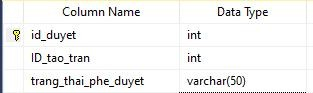 Column Name Data Type
id_duyet int
ID_tao_tran int
trang_thai_phe_duyet varchar(50)